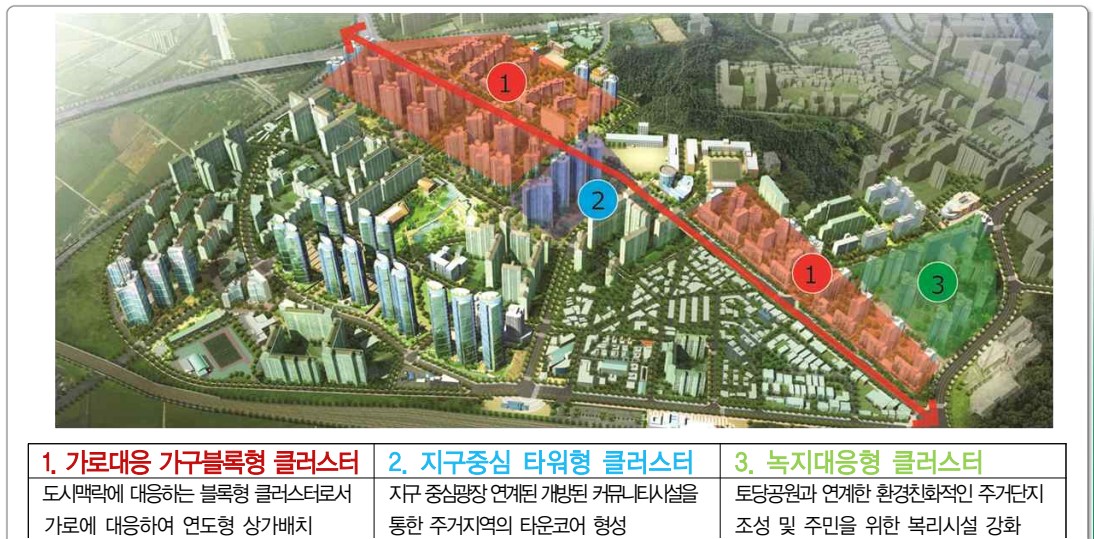 1
2
1
3
1. 가로대응 가구블록형 클러스터
2. 지구중심 타워형 클러스터
3. 녹지대응형 클러스터
도시맥락에 대응하는 블록형 클러스터로서
가로에 대응하여 연도형 상가배치
지구 중심광장 연계된 개방된 커뮤니티시설을
통한 주거지역의 타운코어 형성
토당공원과 연계한 환경친화적인 주거단지
조성 및 주민을 위한 복리시설 강화